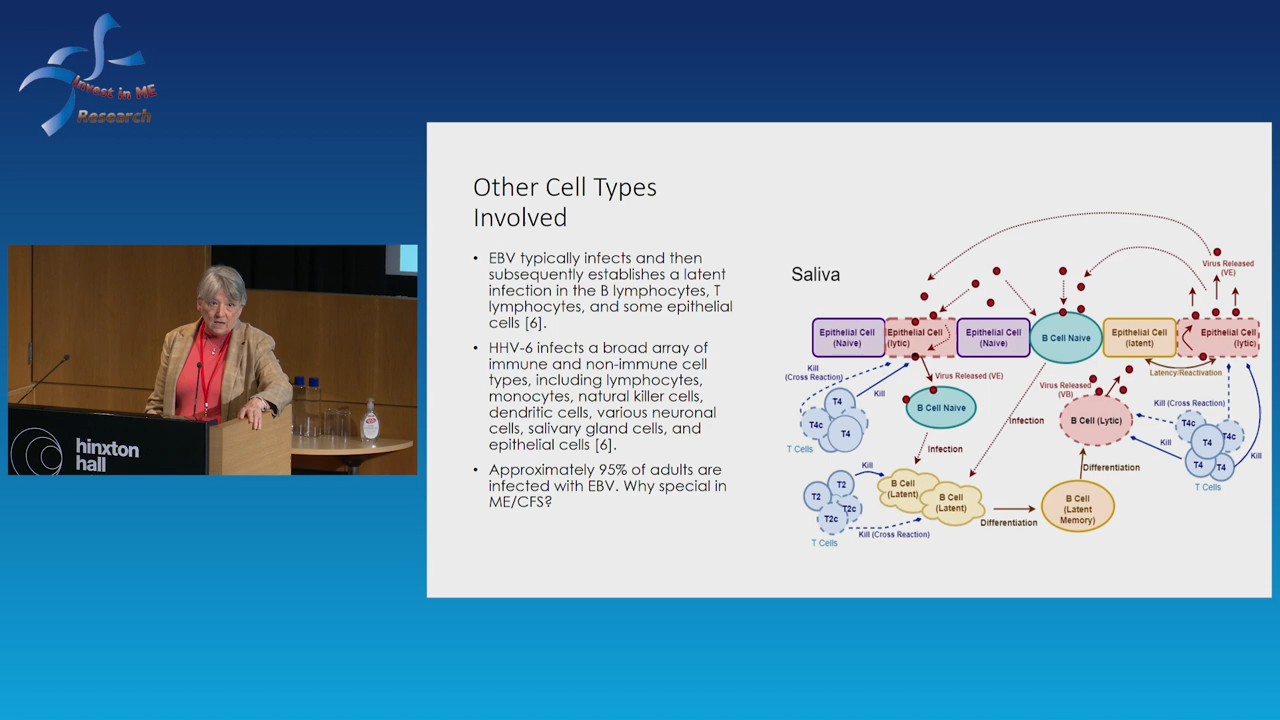 Invest in ME
Research
hinxton
hall
Other Cell Types
Involved
• EBV typically infects and then
subsequently establishes a latent
infection in the B lymphocytes, T
lymphocytes, and some epithelial
cells [6].
• HHV-6 infects a broad array of
immune and non-immune cell
types, including lymphocytes,
monocytes, natural killer cells,
dendritic cells, various neuronal
cells, salivary gland cells, and
epithelial cells [6].
• Approximately 95% of adults are
infected with EBV. Why special in
ME/CFS?
Saliva
Virus Released
(VE)
Epithelial Cell
(Naive)
Epithelial Cell
(lytic)
Epithelial Cell
(Naive)
B Cell Naive
Epithelial Cell
(latent)
Epithelial Cell
(lytic)
Kill
(Cross Reaction)
Kill
Virus Released (VE)
B Cell Naive
Latency/Reactivation
Virus Released
(VB)
B Cell (Lytic)
Kill (Cross Reaction)
Kill
Kill
T4
T4c
T4
T Cells
T4c
T4c
T4
T4
T4
T Cells
Infection
Infection
Kill
T2
T2
T2c
T2c
T Cells
Kill (Cross Reaction)
B Cell
(Latent)
B Cell
(Latent)
Differentiation
B Cell
(Latent
Memory)
Differentiation